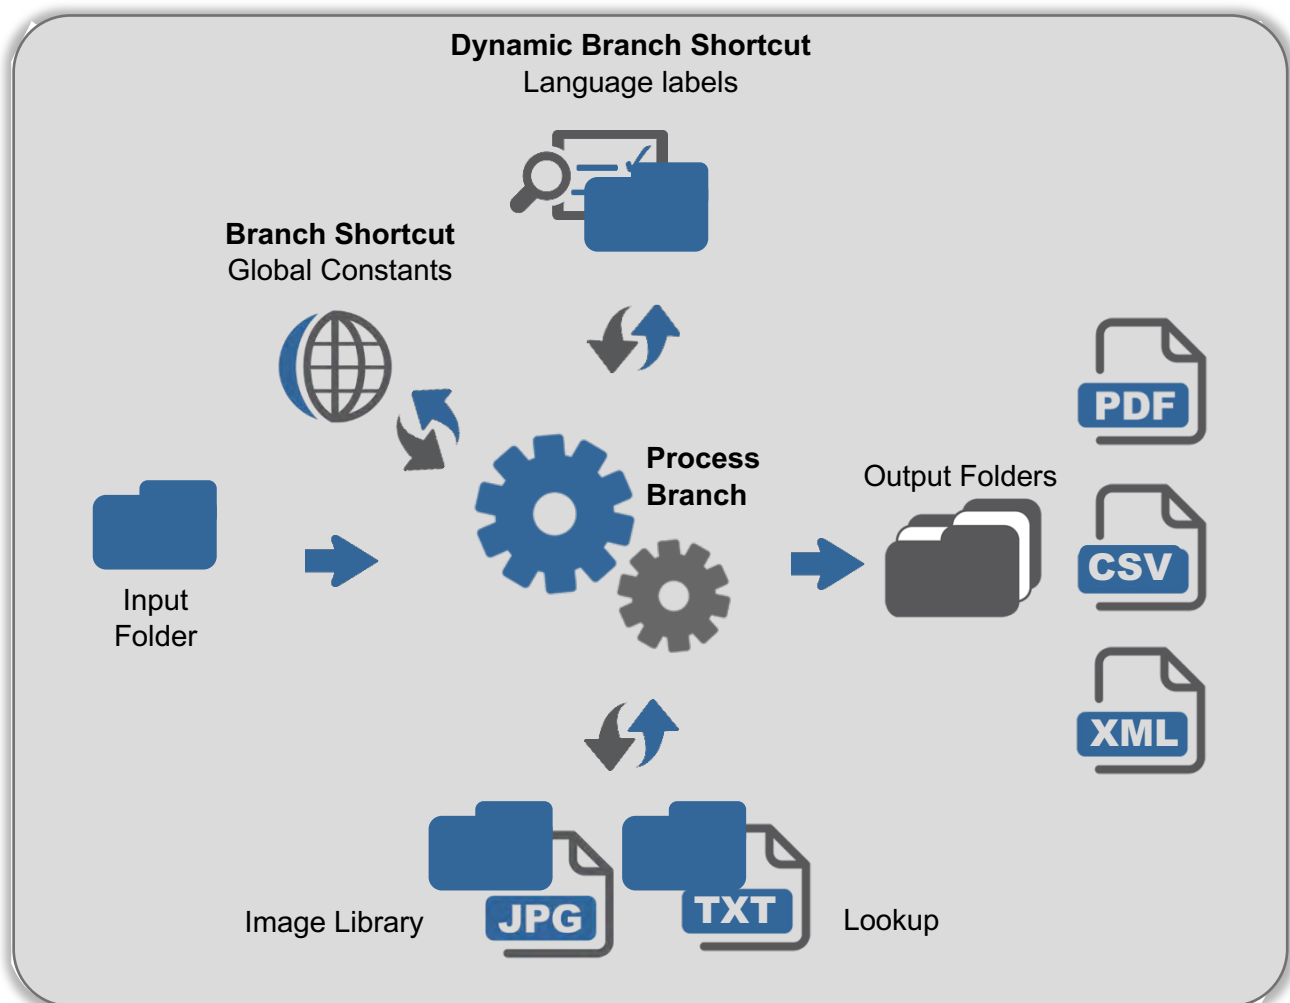 Dynamic Branch Shortcut
Language labels
Branch Shortcut
Global Constants
Process
Branch
Output Folders
Input
Folder
PDF
CSV
XML
Image Library
JPG
TXT
Lookup